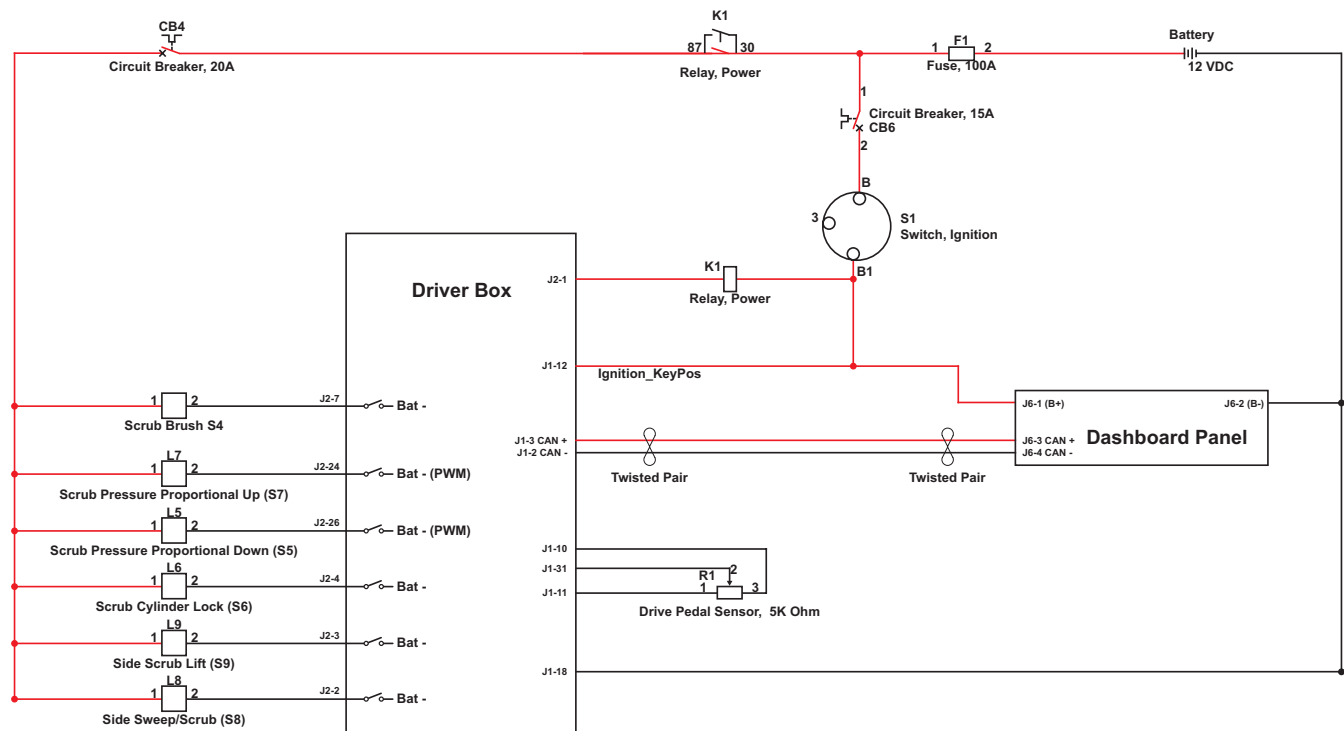 CB4
Circuit Breaker, 20A
K1
87 30
Relay, Power
1 F1 2
Fuse, 100A
Battery
12 VDC
1
Circuit Breaker, 15A
CB6
2
B
3
S1
Switch, Ignition
B1
Driver Box
J2-1
K1
Relay, Power
J1-12
Ignition_KeyPos
1 2
J2-7
Bat -
Scrub Brush S4
J6-1 (B+)
J6-2 (B-)
Dashboard Panel
J1-3 CAN +
J1-2 CAN -
J6-3 CAN +
J6-4 CAN -
Twisted Pair
Twisted Pair
L7
1 2
J2-24
Bat - (PWM)
Scrub Pressure Proportional Up (S7)
L5
1 2
J2-26
Bat - (PWM)
Scrub Pressure Proportional Down (S5)
J1-10
J1-31
J1-11
R1
1 2 3
Drive Pedal Sensor, 5K Ohm
L6
1 2
J2-4
Bat -
Scrub Cylinder Lock (S6)
L9
1 2
J2-3
Bat -
Side Scrub Lift (S9)
J1-18
L8
1 2
J2-2
Bat -
Side Sweep/Scrub (S8)